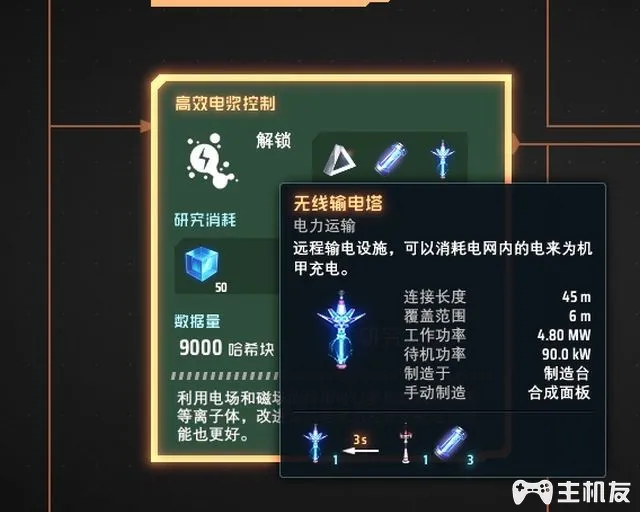 高效电浆控制
解锁
研究消耗
50
数据量
9000 哈希块
利用电场和磁场
等离子体，改进
能也更好。
无线输电塔
电力运输
远程输电设施，可以消耗电网内的电来为机
甲充电。
连接长度 45 m
覆盖范围 6 m
工作功率 4.80 MW
待机功率 90.0 kW
制造于 制造台
手动制造 合成面板
1 3s 1 3
主机友